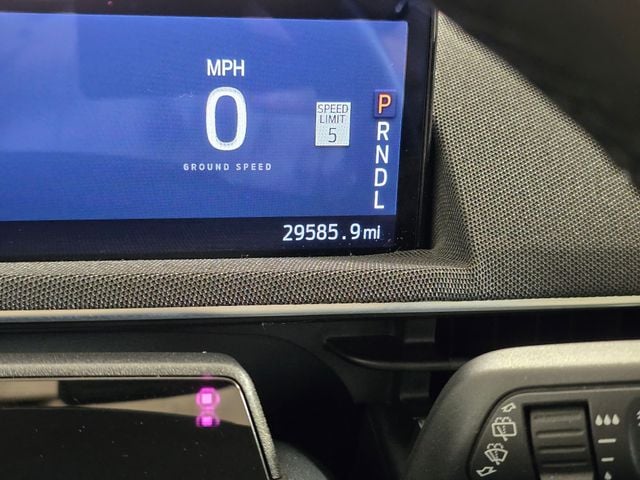 MPH
0
GROUND SPEED
SPEED
LIMIT
5
P
R
N
D
L
29585.9mi